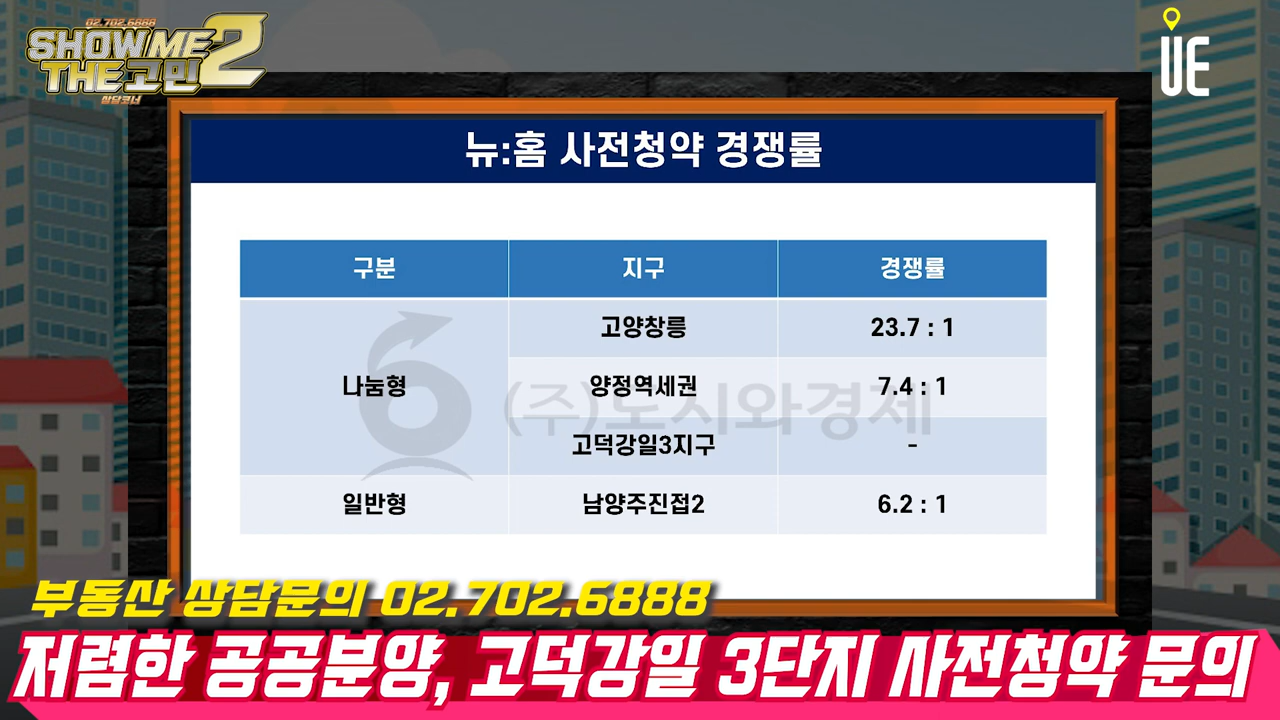 02.702.6888
SHOW ME
THE고민2
상담코너
UE
뉴:홈 사전청약 경쟁률
구분 지구 경쟁률
나눔형 고양창릉 23.7 : 1
양정역세권 7.4 : 1
고덕강일3지구 -
일반형 남양주진접2 6.2 : 1
(주)도시와경제
부동산 상담문의 02.702.6888
저렴한 공공분양, 고덕강일 3단지 사전청약 문의